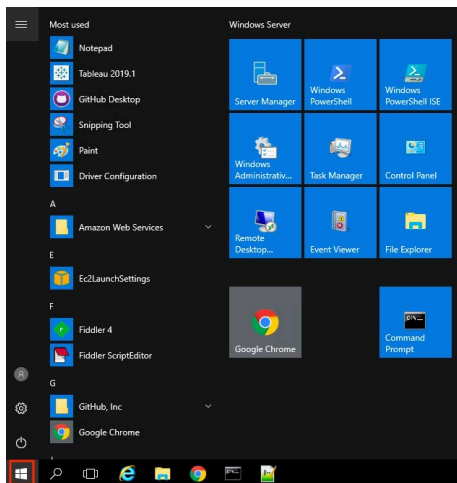 Most used
Notepad
Tableau 2019.1
GitHub Desktop
Snipping Tool
Paint
Driver Configuration
A
Amazon Web Services
E
Ec2LaunchSettings
F
Fiddler 4
Fiddler ScriptEditor
G
GitHub, Inc
Google Chrome
Windows Server
Server Manager
Windows
PowerShell
Windows
PowerShell ISE
Windows
Administrativ...
Task Manager
Control Panel
Remote
Desktop...
Event Viewer
File Explorer
Google Chrome
Command
Prompt